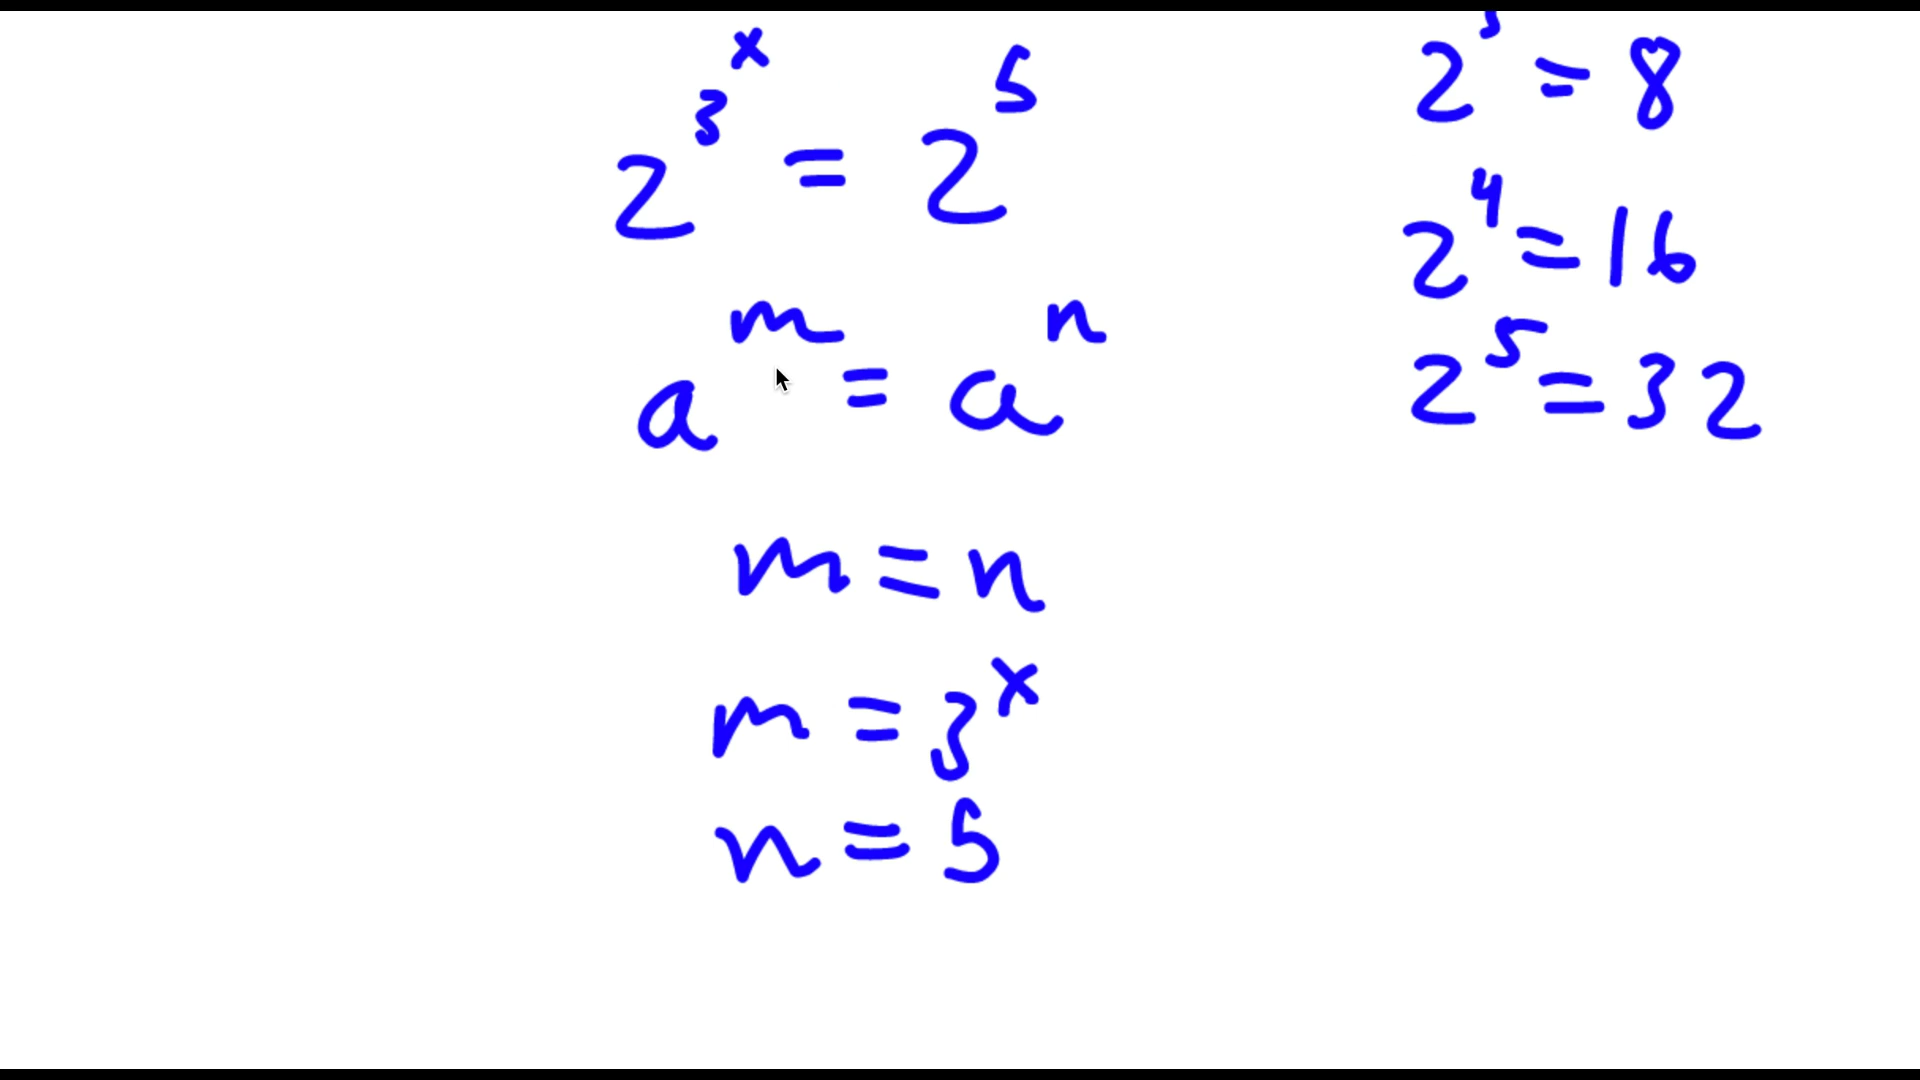 2^{3^x} = 2^5
a^m = a^n
m = n
m = 3^x
n = 5
2^3 = 8
2^4 = 16
2^5 = 32